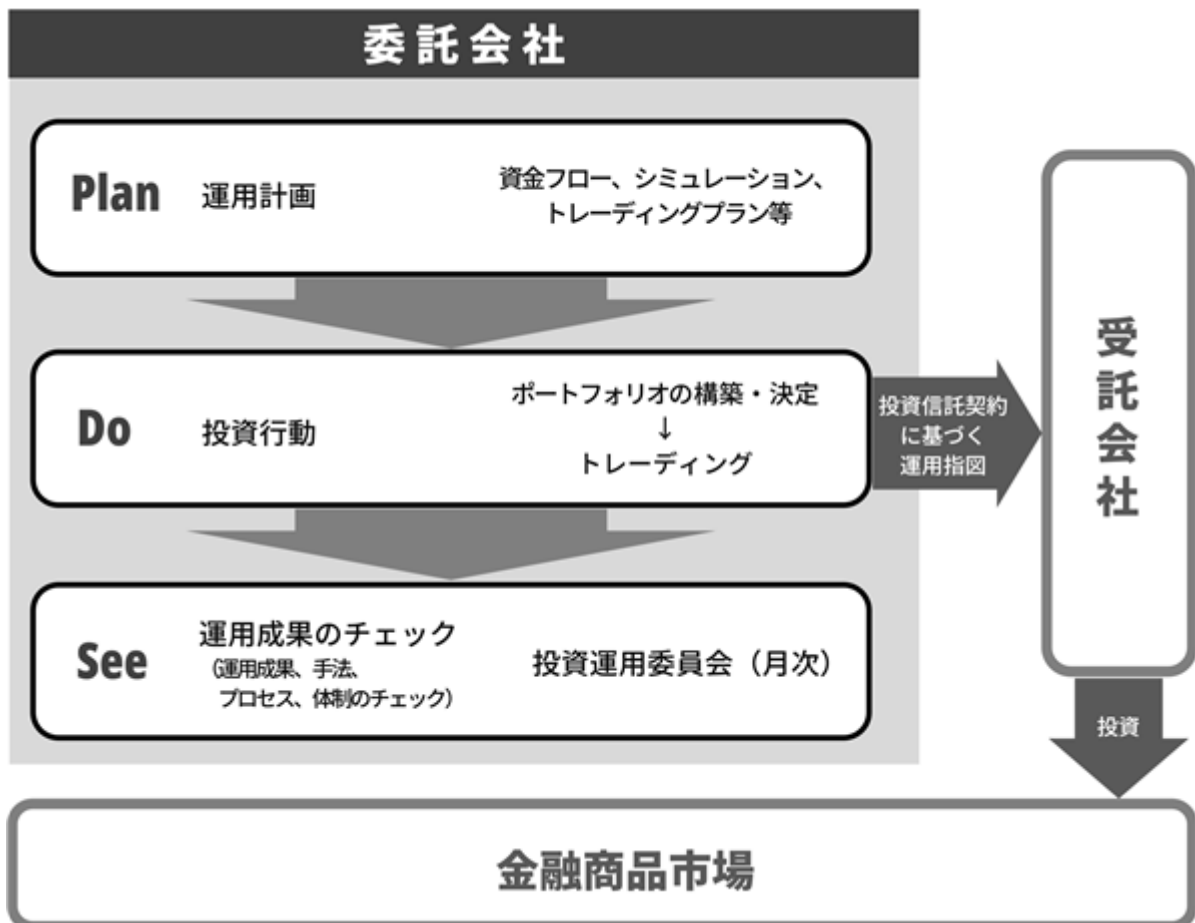 委託会社
Plan 運用計画
資金フロー、シミュレーション、
トレーディングプラン等
Do 投資行動
ポートフォリオの構築・決定
↓
トレーディング
投資信託契約
に基づく
運用指図
See
運用成果のチェック
(運用成果、手法、
プロセス、体制のチェック)
投資運用委員会(月次)
受託会社
投資
金融商品市場